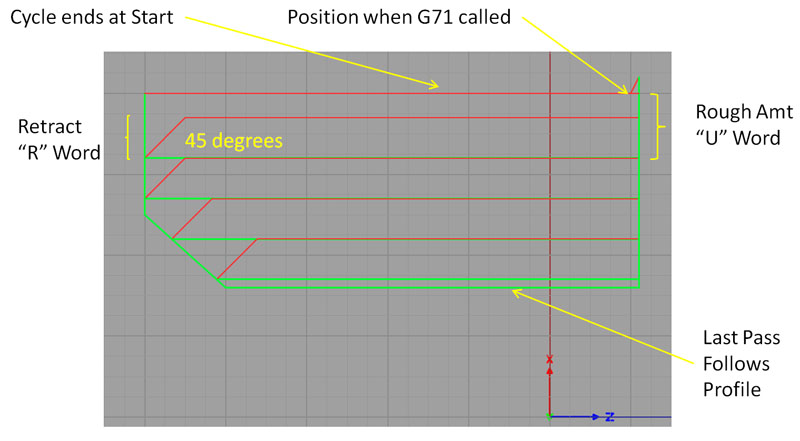 Cycle ends at Start
Position when G71 called
Retract
“R” Word
45 degrees
Rough Amt
“U” Word
Last Pass
Follows
Profile
X
Z